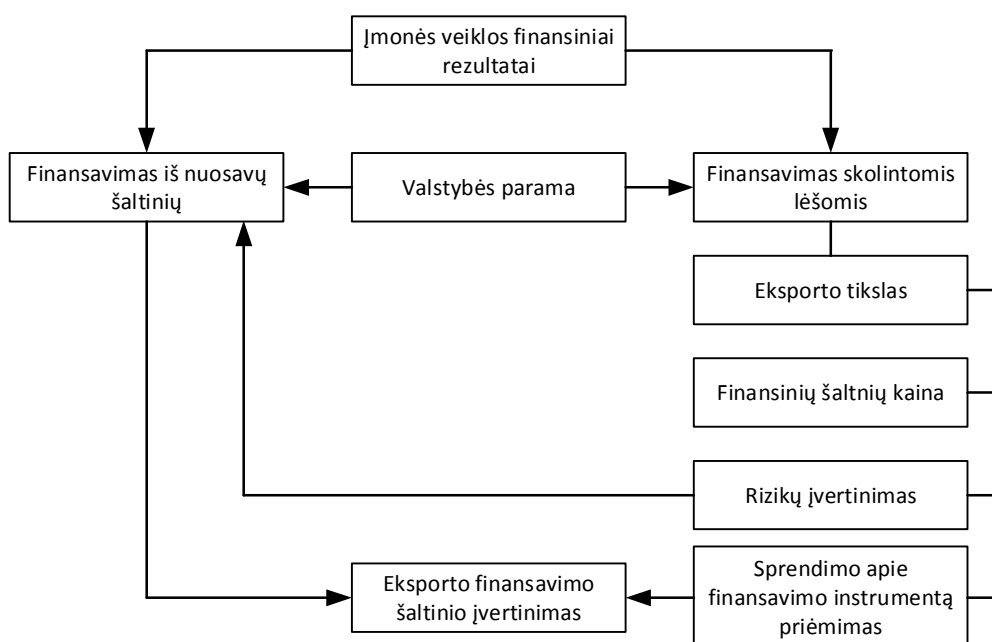 Įmonės veiklos finansiniai
rezultatai
Finansavimas iš nuosavų
šaltinių
Valstybės parama
Finansavimas skolintomis
lėšomis
Eksporto tikslas
Finansinių šaltnių kaina
Rizikų įvertinimas
Eksporto finansavimo
šaltinio įvertinimas
Sprendimo apie
finansavimo instrumentą
priėmimas